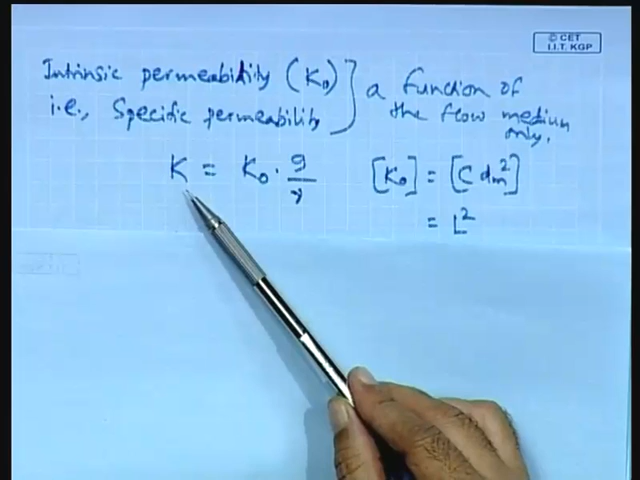 © CET
I.I.T. KGP
Intrinsic permeability (K₀) ] a function of
i.e., Specific permeability ] the flow medium only.
K = K₀ · g/γ [K₀] = [C dm²]
= L²